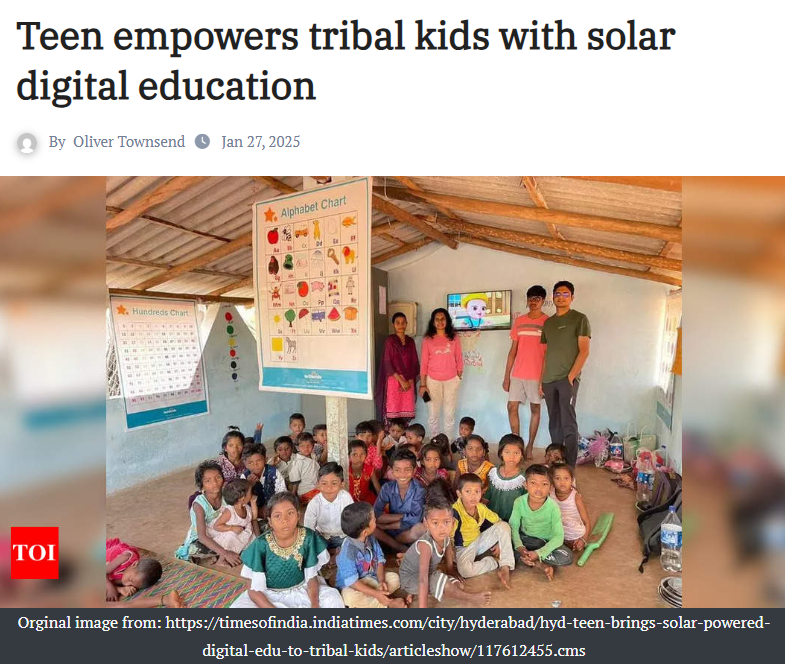 Teen empowers tribal kids with solar
digital education
By Oliver Townsend Jan 27, 2025
Alphabet Chart
Hundreds Chart
TOI
Orginal image from: https://timesofindia.indiatimes.com/city/hyderabad/hyd-teen-brings-solar-powered-
digital-edu-to-tribal-kids/articleshow/117612455.cms